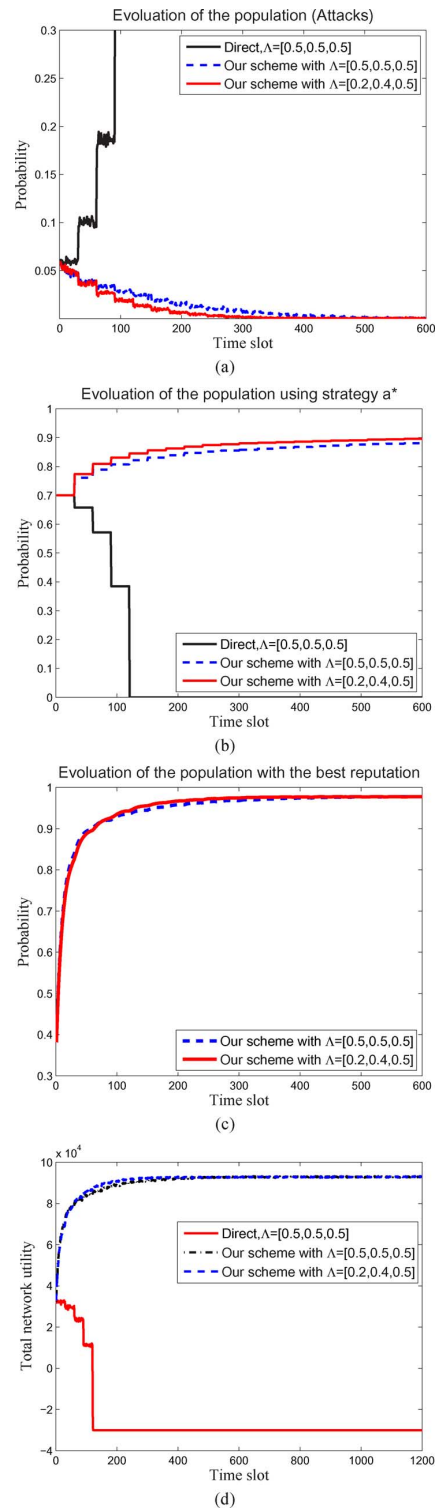 Evoluation of the population (Attacks)
0.3
0.25
0.2
0.15
0.1
0.05
Probability
Direct,Λ=[0.5,0.5,0.5]
Our scheme with Λ=[0.5,0.5,0.5]
Our scheme with Λ=[0.2,0.4,0.5]
0 100 200 300 400 500 600
Time slot
(a)
Evoluation of the population using strategy a*
1
0.9
0.8
0.7
0.6
0.5
0.4
0.3
0.2
0.1
0
Probability
Direct,Λ=[0.5,0.5,0.5]
Our scheme with Λ=[0.5,0.5,0.5]
Our scheme with Λ=[0.2,0.4,0.5]
0 100 200 300 400 500 600
Time slot
(b)
Evoluation of the population with the best reputation
1
0.9
0.8
0.7
0.6
0.5
0.4
0.3
Probability
Our scheme with Λ=[0.5,0.5,0.5]
Our scheme with Λ=[0.2,0.4,0.5]
0 100 200 300 400 500 600
Time slot
(c)
x 10⁴
10
8
6
4
2
0
−2
−4
Total network utility
Direct,Λ=[0.5,0.5,0.5]
Our scheme with Λ=[0.5,0.5,0.5]
Our scheme with Λ=[0.2,0.4,0.5]
0 200 400 600 800 1000 1200
Time slot
(d)